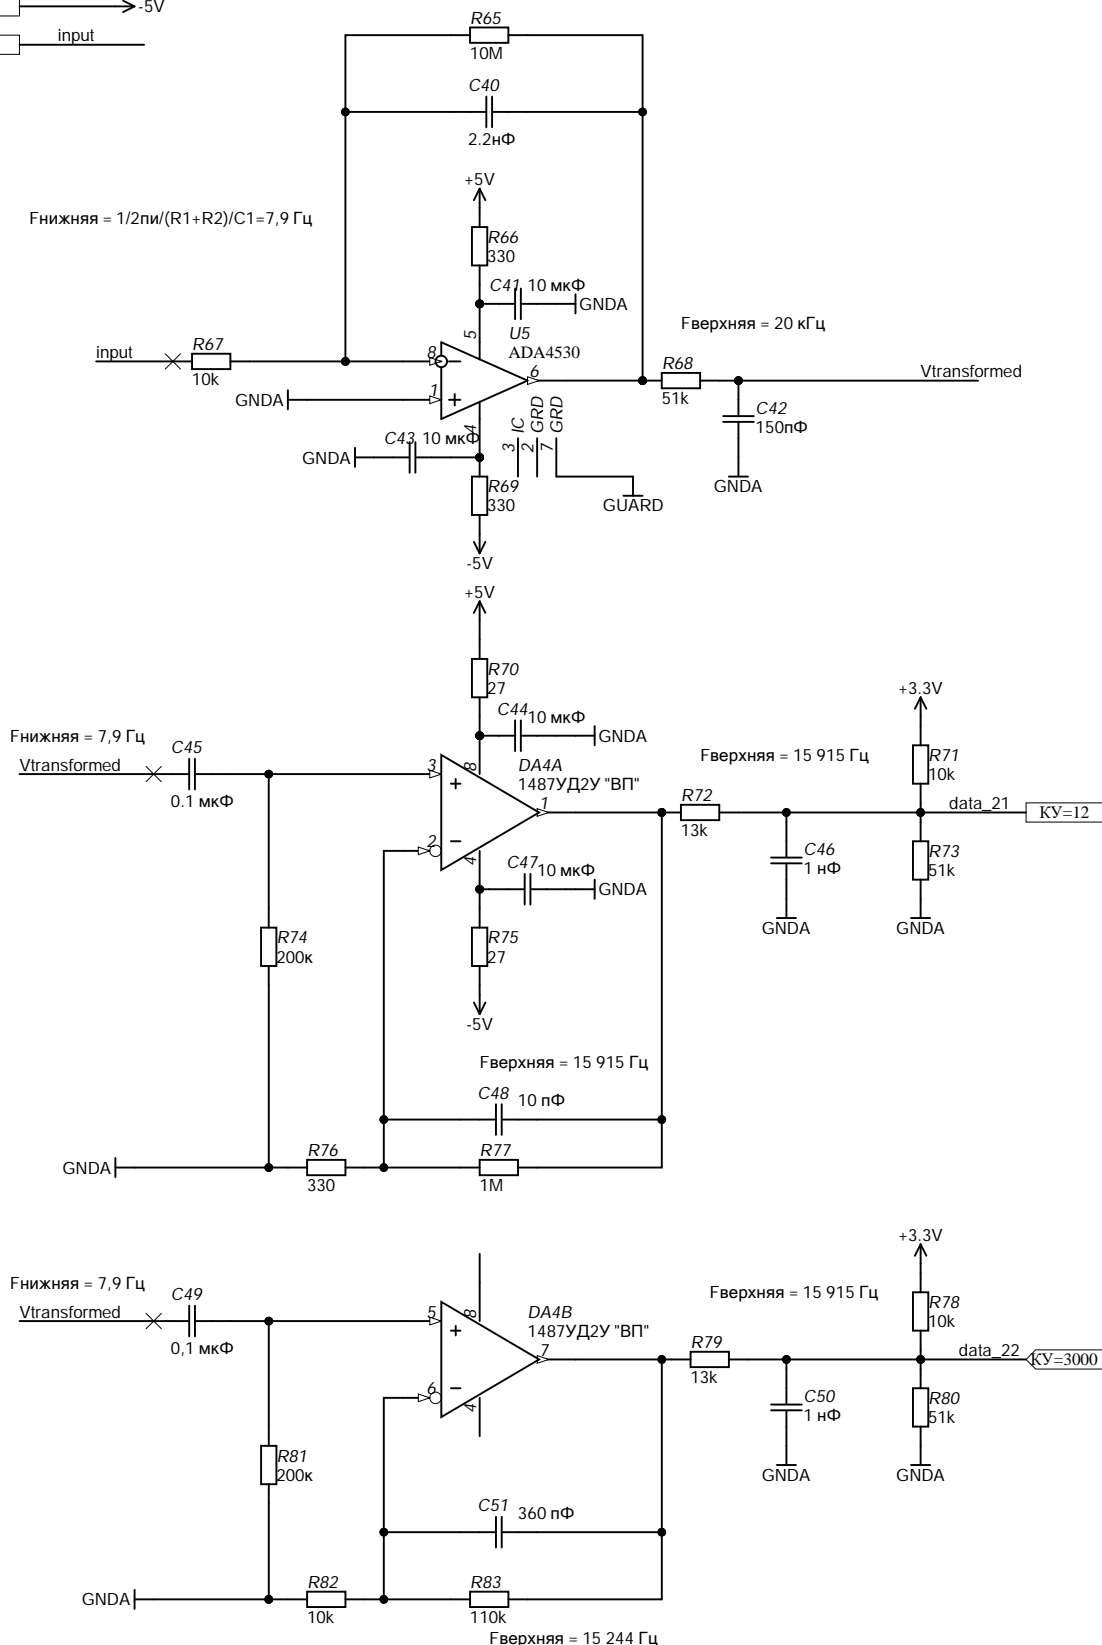 -5V
input
R65
10M
C40
2.2нФ
+5V
Fнижняя = 1/2пи/(R1+R2)/C1=7,9 Гц
R66
330
C41 10 мкФ
GNDA
5
U5
ADA4530
Fверхняя = 20 кГц
input
R67
10k
8
6
R68
51k
Vtransformed
GNDA
1
C42
150пФ
C43 10 мкФ
4
GNDA
3 IC
2 GRD
7 GRD
R69
330
GUARD
GNDA
-5V
+5V
R70
27
C44 10 мкФ
GNDA
+3.3V
Fнижняя = 7,9 Гц
Vtransformed
C45
0.1 мкФ
3
8
DA4A
1487УД2У "ВП"
1
Fверхняя = 15 915 Гц
R71
10k
R72
13k
data_21
КУ=12
2
4
C47 10 мкФ
GNDA
C46
1 нФ
R73
51k
GNDA
GNDA
R74
200к
R75
27
-5V
Fверхняя = 15 915 Гц
C48 10 пФ
GNDA
R76
330
R77
1M
+3.3V
Fнижняя = 7,9 Гц
Vtransformed
C49
0,1 мкФ
5
8
DA4B
1487УД2У "ВП"
7
Fверхняя = 15 915 Гц
R78
10k
R79
13k
data_22
КУ=3000
6
4
C50
1 нФ
R80
51k
GNDA
GNDA
R81
200к
C51 360 пФ
GNDA
R82
10k
R83
110k
Fверхняя = 15 244 Гц